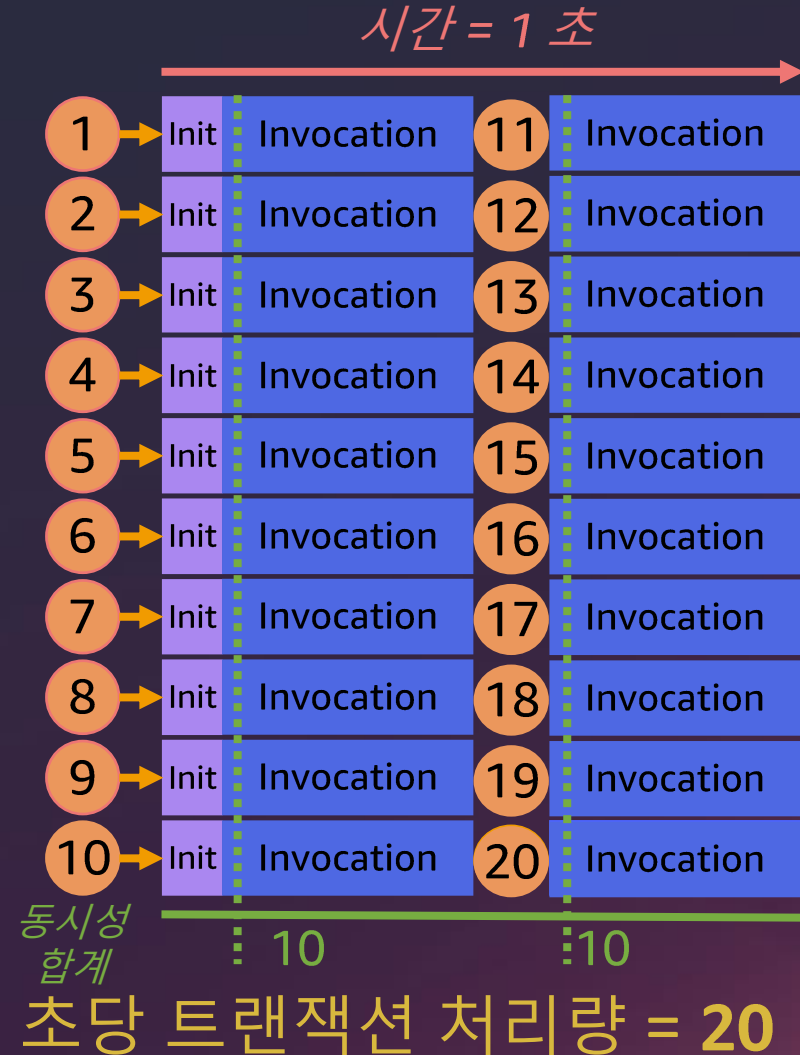 시간 = 1 초
1 Init Invocation 11 Invocation
2 Init Invocation 12 Invocation
3 Init Invocation 13 Invocation
4 Init Invocation 14 Invocation
5 Init Invocation 15 Invocation
6 Init Invocation 16 Invocation
7 Init Invocation 17 Invocation
8 Init Invocation 18 Invocation
9 Init Invocation 19 Invocation
10 Init Invocation 20 Invocation
동시성
합계
10 10
초당 트랜잭션 처리량 = 20